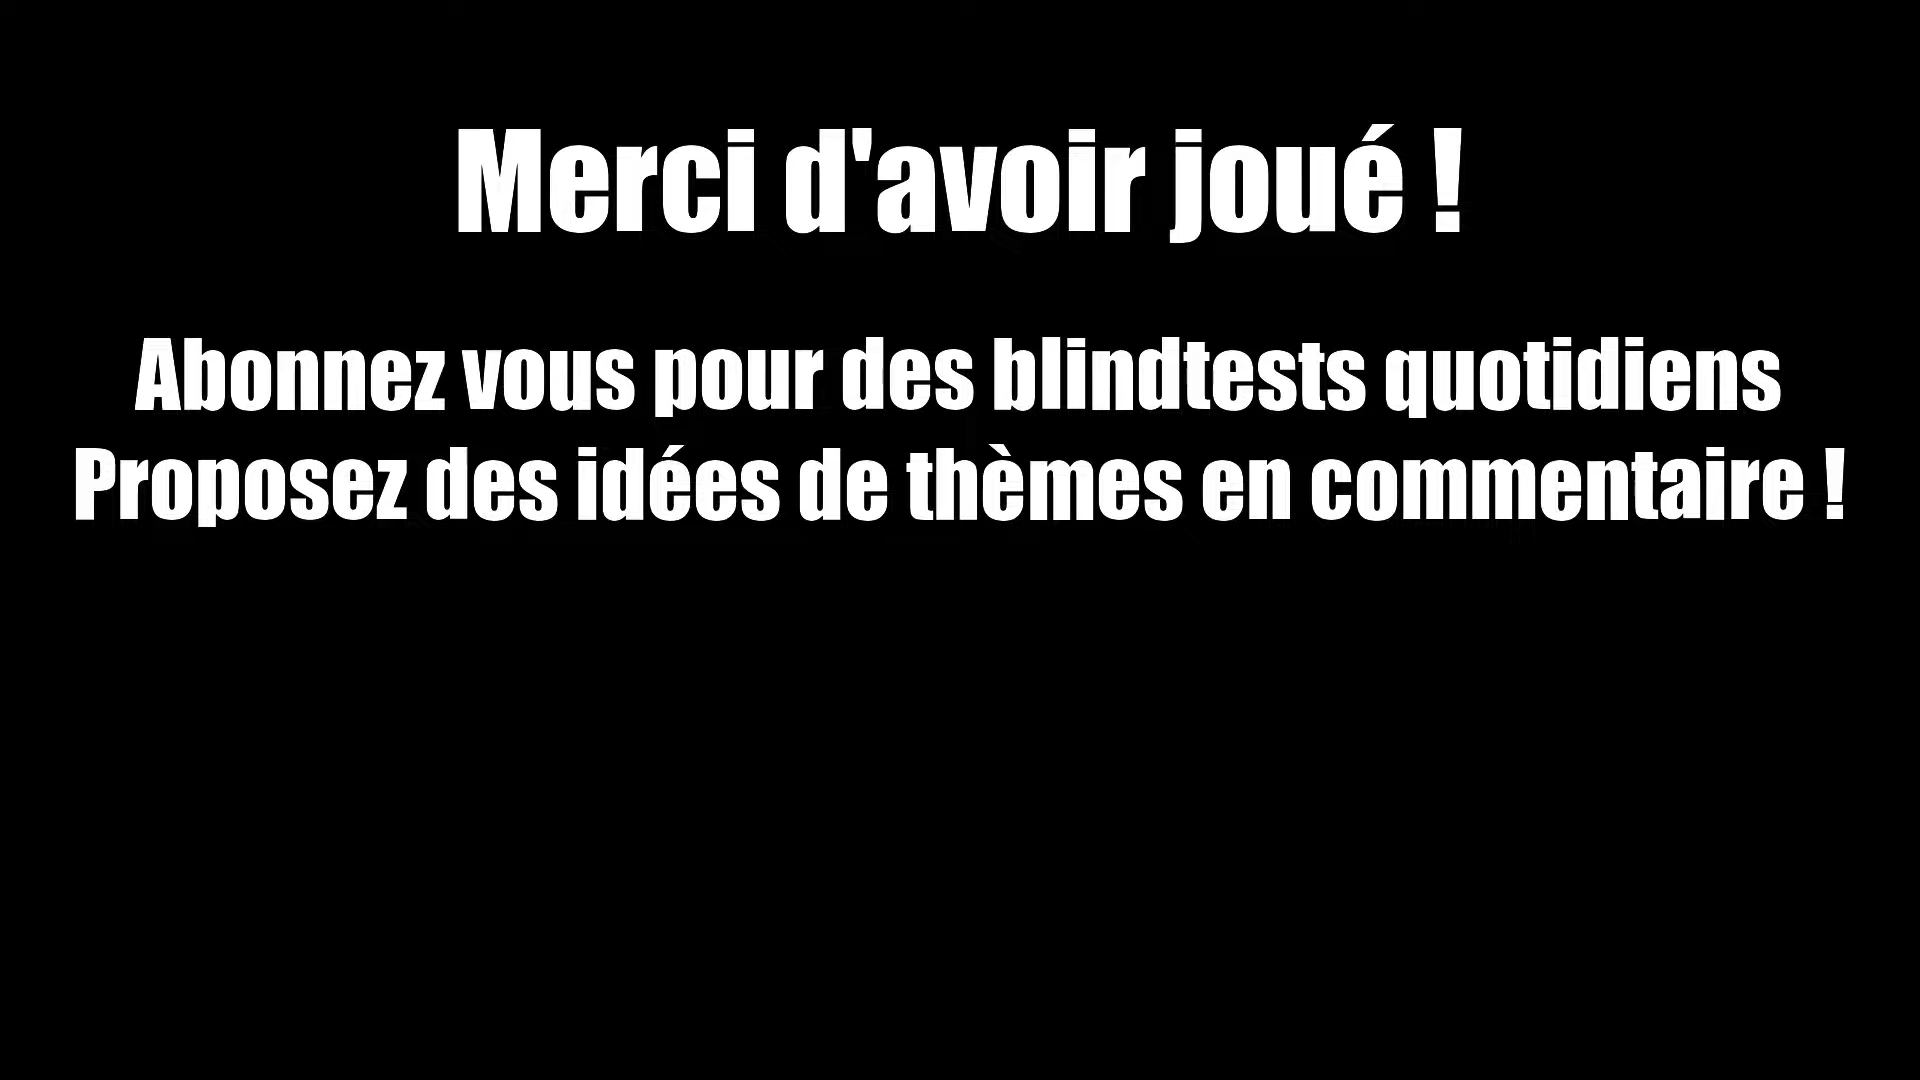 Merci d'avoir joué !
Abonnez vous pour des blindtests quotidiens
Proposez des idées de thèmes en commentaire !